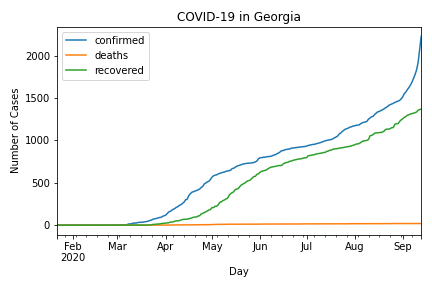 COVID-19 in Georgia
confirmed
deaths
recovered
Number of Cases
2000
1500
1000
500
0
Feb Mar Apr May Jun Jul Aug Sep
2020
Day